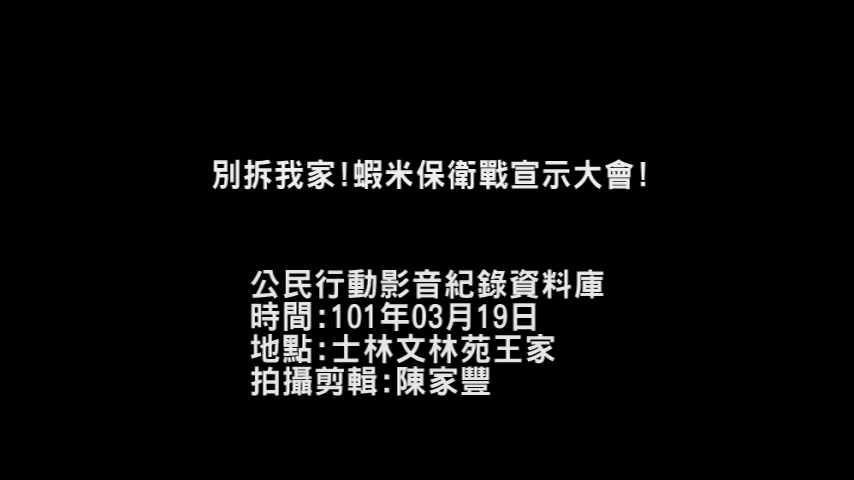 別拆我家!蝦米保衛戰宣示大會!
公民行動影音紀錄資料庫
時間:101年03月19日
地點:士林文林苑王家
拍攝剪輯:陳家豐